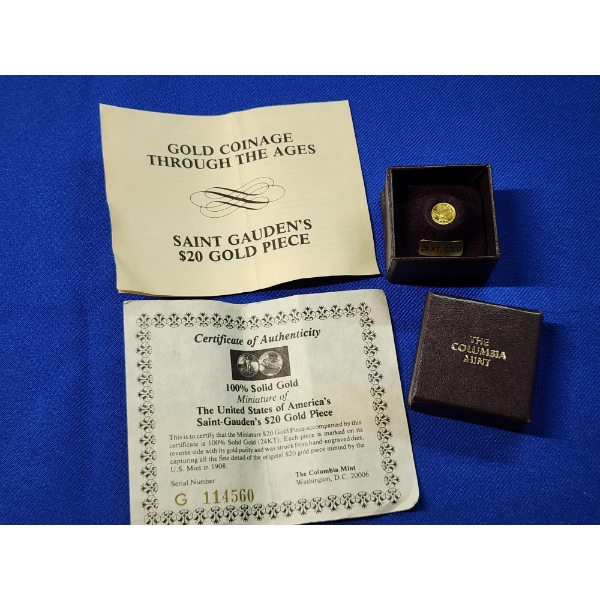 GOLD COINAGE
THROUGH THE AGES
SAINT GAUDEN'S
$20 GOLD PIECE
24 KT. GOLD
THE
COLUMBIA
MINT
Certificate of Authenticity
100% Solid Gold
Miniature of
The United States of America's
Saint-Gauden's $20 Gold Piece
This is to certify that the Miniature $20 Gold Piece accompanied by this
certificate is 100% Solid Gold (24KT). Each piece is marked on its
reverse side with its gold purity and was struck from hand-engraved dies,
capturing all the fine detail of the original $20 gold piece minted by the
U.S. Mint in 1908.
Serial Number
G 114560
The Columbia Mint
Washington, D.C. 20006